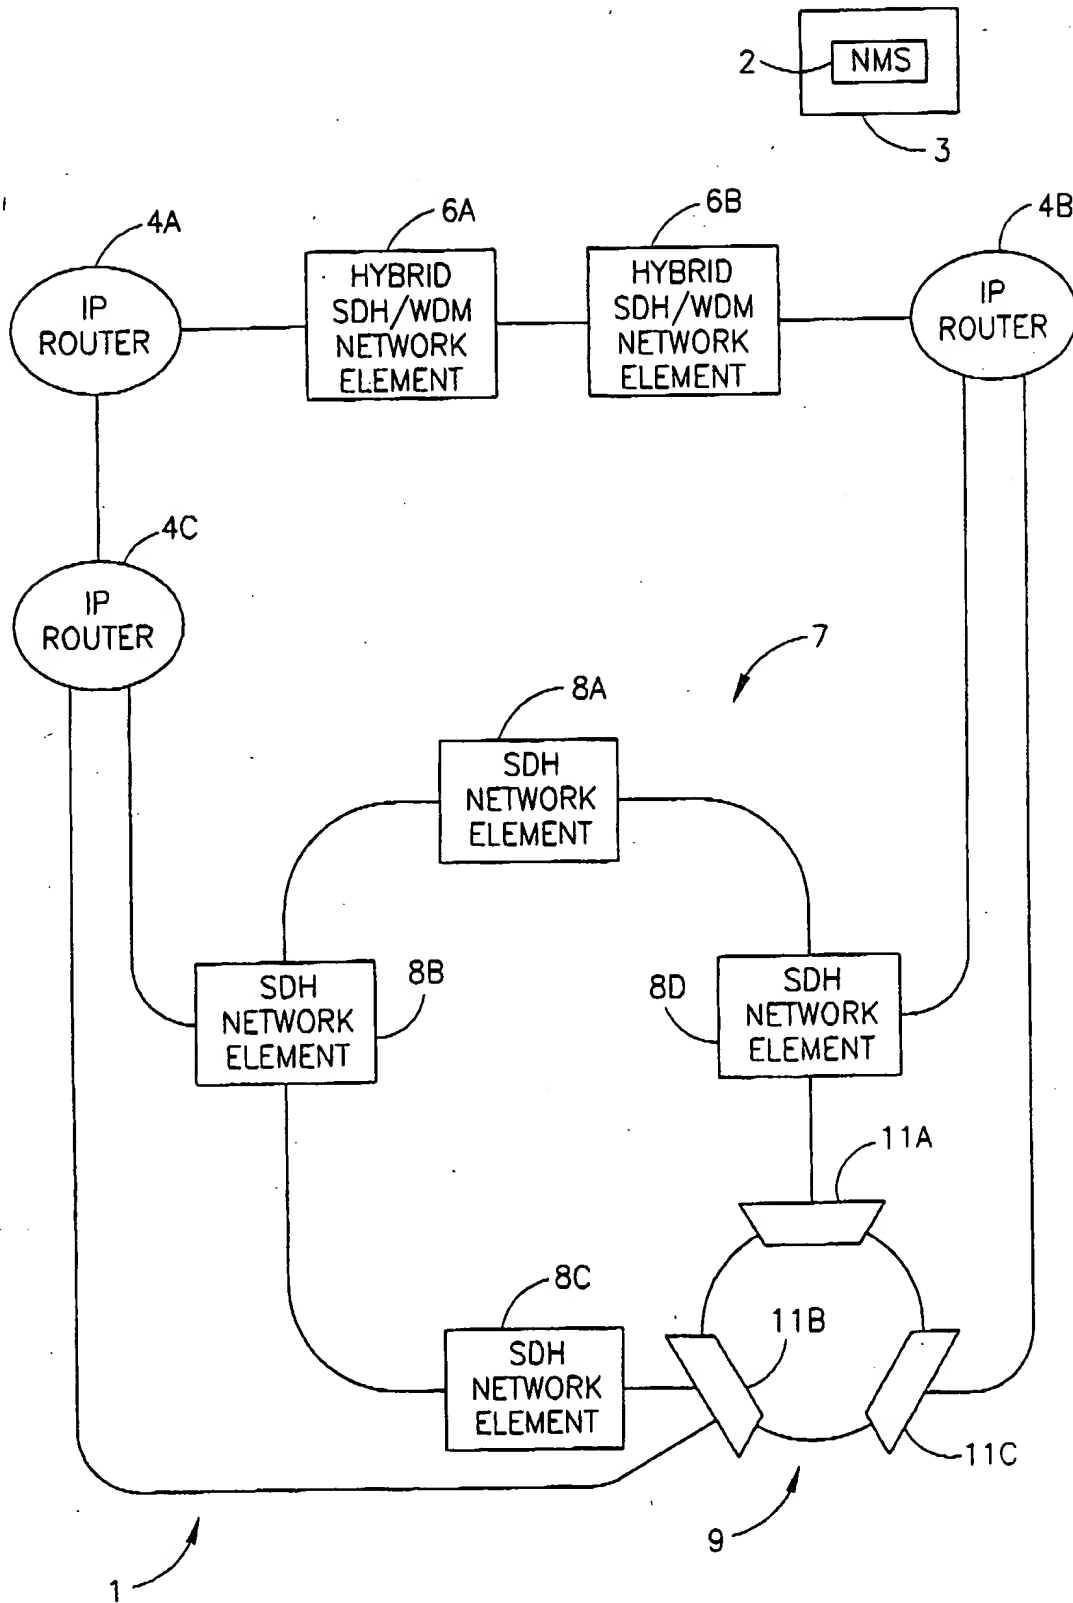 2
NMS
3
4A
6A
6B
4B
IP
ROUTER
HYBRID
SDH/WDM
NETWORK
ELEMENT
HYBRID
SDH/WDM
NETWORK
ELEMENT
IP
ROUTER
4C
IP
ROUTER
7
8A
SDH
NETWORK
ELEMENT
SDH
NETWORK
ELEMENT
8B
8D
SDH
NETWORK
ELEMENT
11A
8C
11B
SDH
NETWORK
ELEMENT
11C
9
1